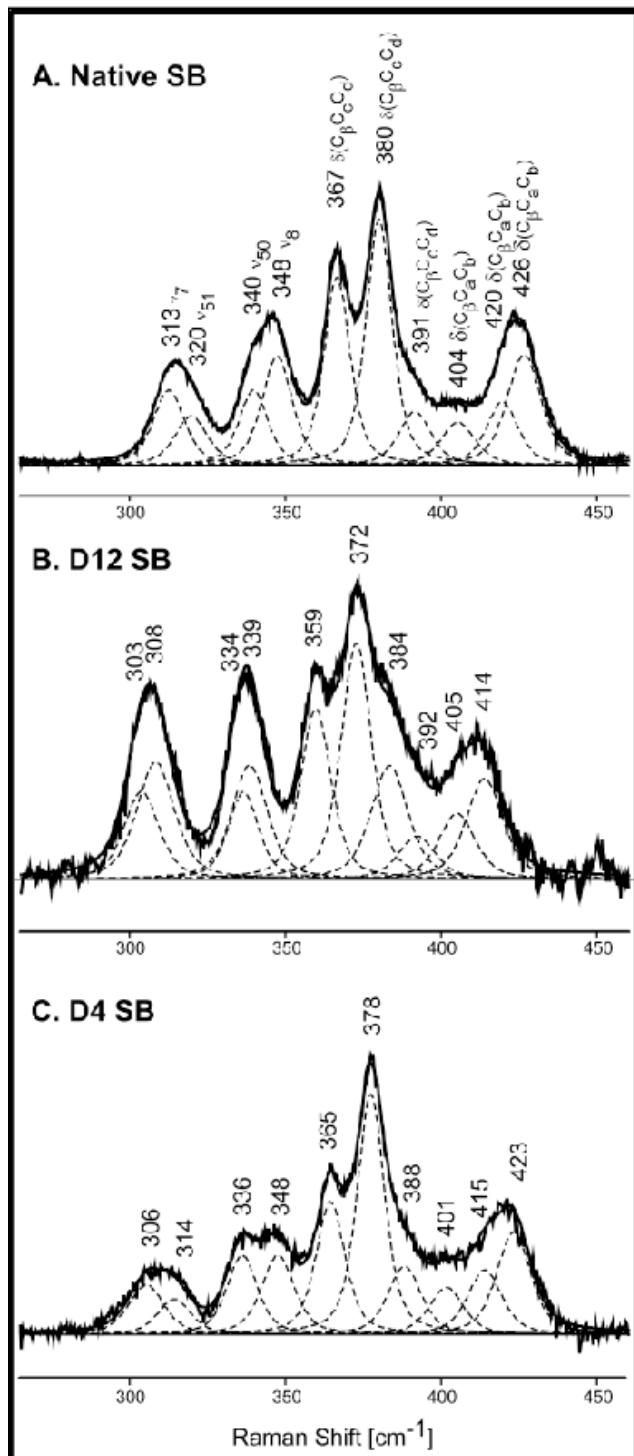 A. Native SB
313 ν7
320 ν51
340 ν50
348 ν8
367 δ(CβCcCc)
380 δ(CβCcCd)
391 δ(CβCcCd)
404 δ(CβCaCb)
420 δ(CβCaCb)
426 δ(CβCaCb)
300 350 400 450
B. D12 SB
303
308
334
339
359
372
384
392
405
414
300 350 400 450
C. D4 SB
306
314
336
348
365
378
388
401
415
423
300 350 400 450
Raman Shift [cm-1]